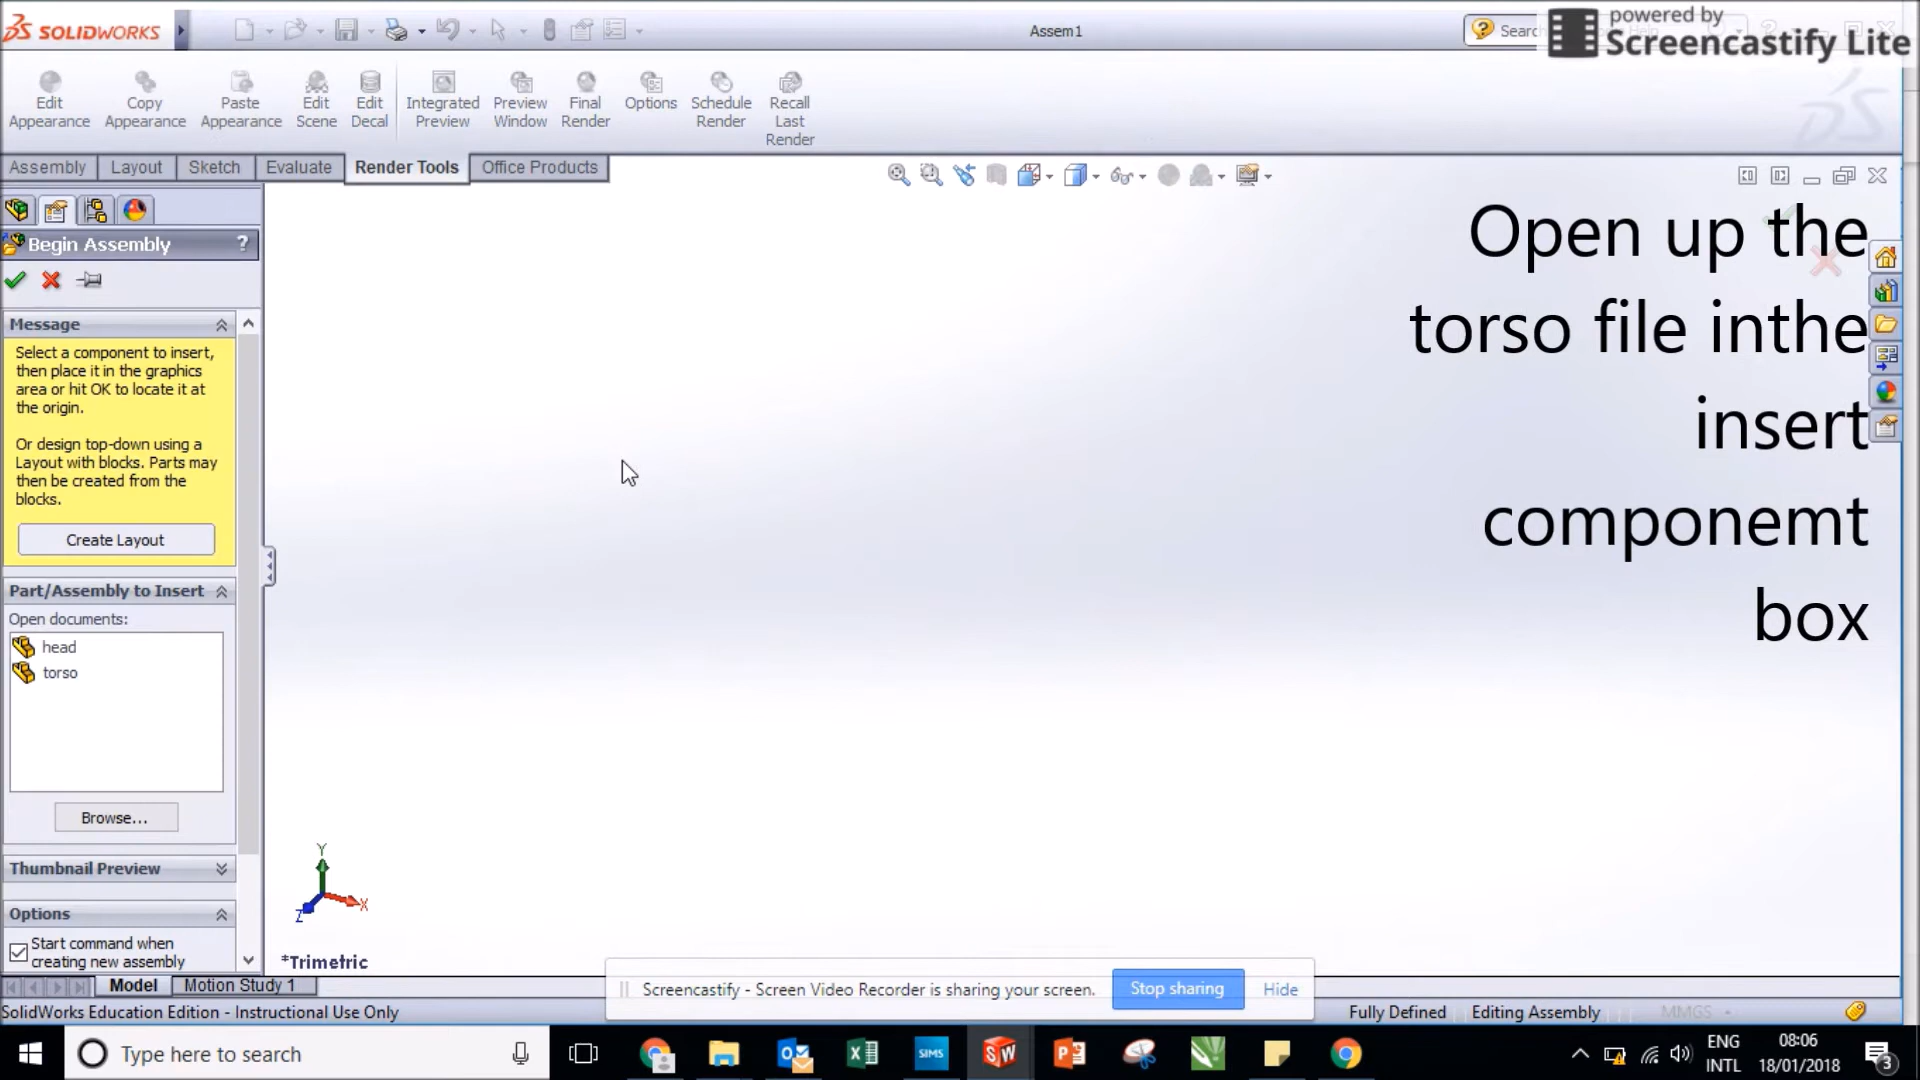 SOLIDWORKS
Assem1
Search
Help
powered by
Screencastify Lite
Edit Appearance
Copy Appearance
Paste Appearance
Edit Scene
Edit Decal
Integrated Preview
Preview Window
Final Render
Options
Schedule Render
Recall Last Render
Assembly
Layout
Sketch
Evaluate
Render Tools
Office Products
Begin Assembly
?
Message
Select a component to insert,
then place it in the graphics
area or hit OK to locate it at
the origin.
Or design top-down using a
Layout with blocks. Parts may
then be created from the
blocks.
Create Layout
Part/Assembly to Insert
Open documents:
head
torso
Browse...
Thumbnail Preview
Options
Start command when
creating new assembly
Open up the
torso file inthe
insert
componemt
box
Y
X
Z
*Trimetric
Model
Motion Study 1
Screencastify - Screen Video Recorder is sharing your screen.
Stop sharing
Hide
SolidWorks Education Edition - Instructional Use Only
Fully Defined
Editing Assembly
MMGS
Type here to search
SIMS
SW
ENG
INTL
08:06
18/01/2018
3